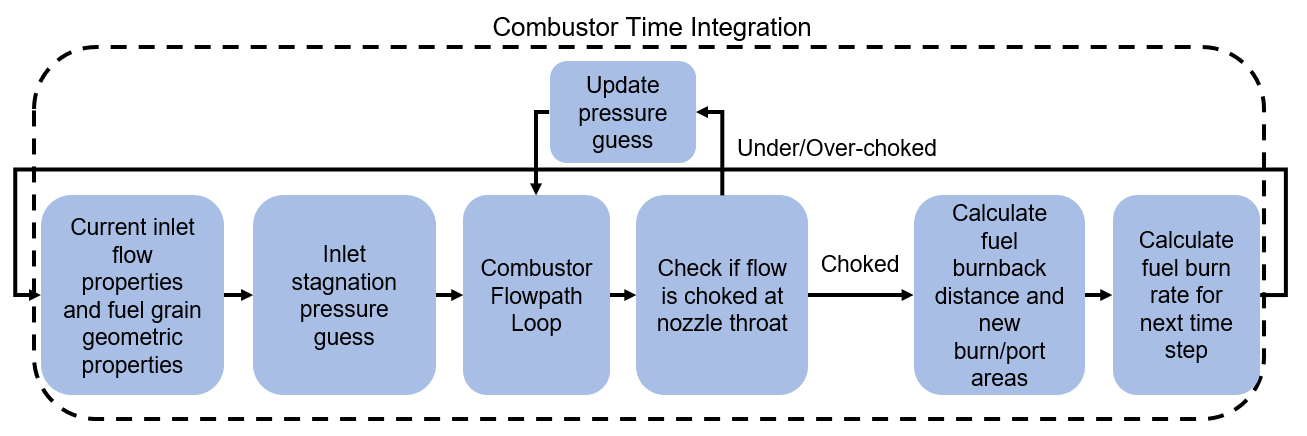 Combustor Time Integration
Update
pressure
guess
Under/Over-choked
Current inlet
flow
properties
and fuel grain
geometric
properties
Inlet
stagnation
pressure
guess
Combustor
Flowpath
Loop
Check if flow
is choked at
nozzle throat
Choked
Calculate
fuel
burnback
distance and
new
burn/port
areas
Calculate
fuel burn
rate for
next time
step